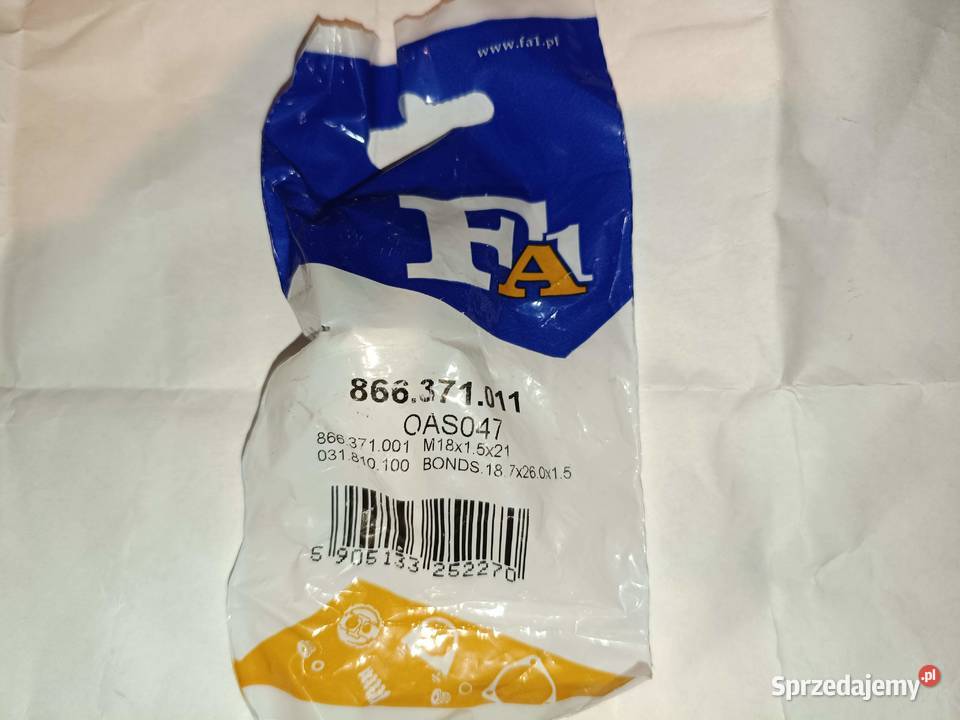 www.fa1.pl
FA1
866.371.011
OAS047
866.371.001 M18x1.5x21
031.810.100 BONDS.18.7x26.0x1.5
5 905133 252270
Sprzedajemy.pl